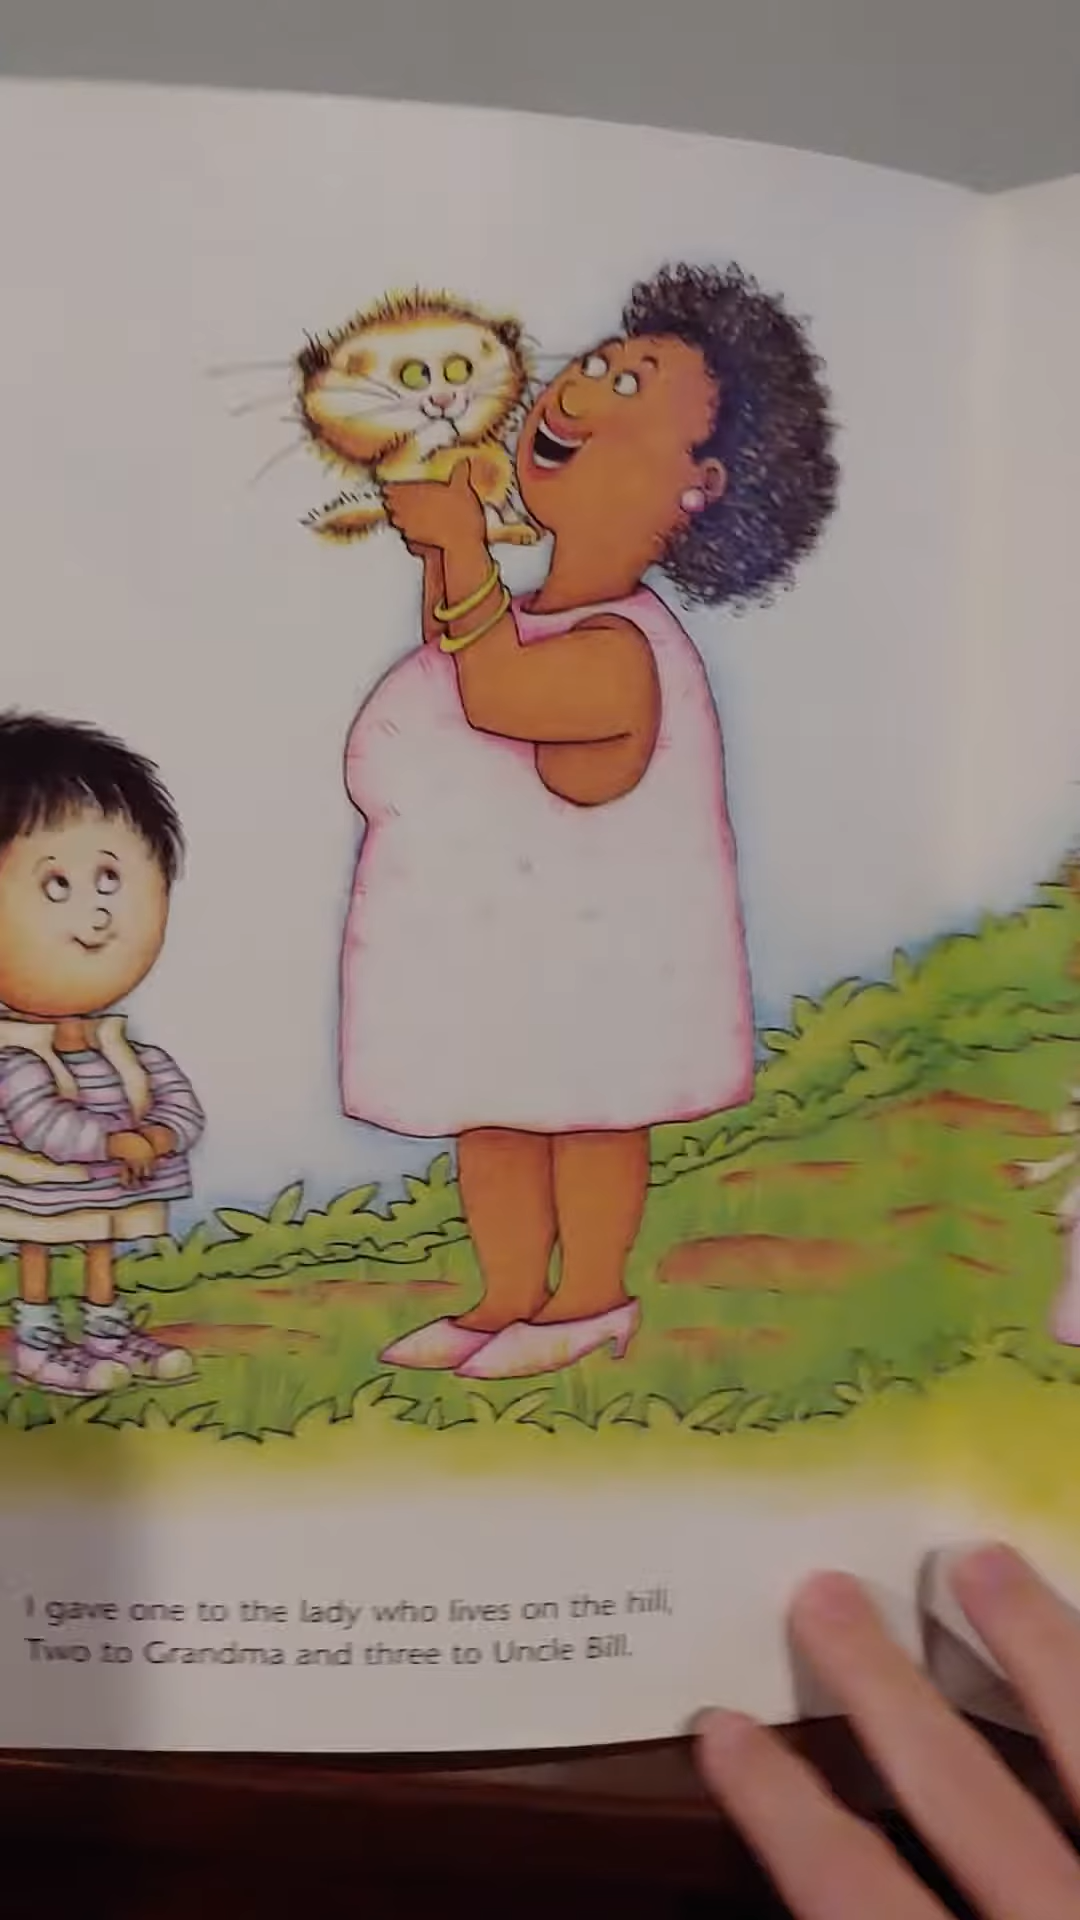 I gave one to the lady who lives on the hill,
Two to Grandma and three to Uncle Bill.